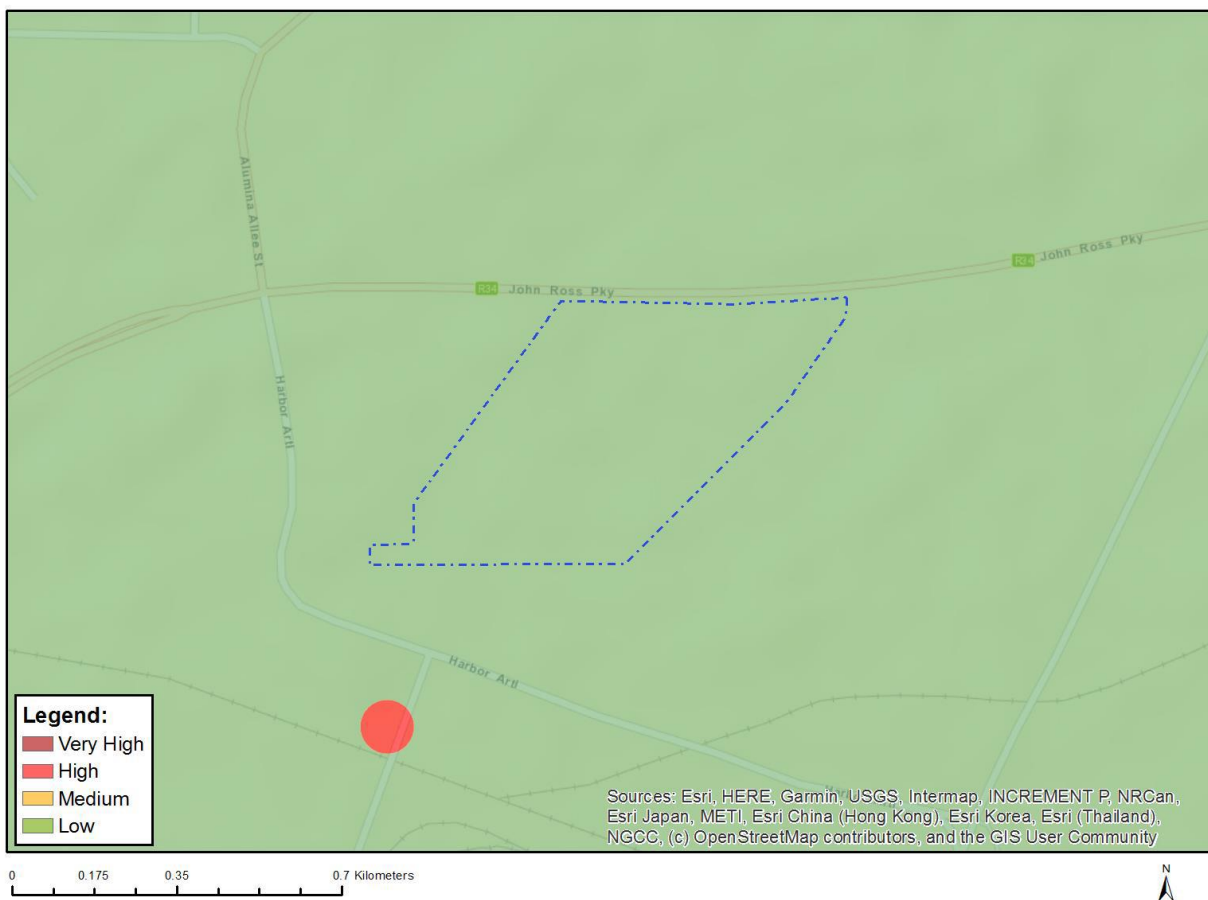 Alumina Allee St
R34
John Ross Pky
R34
John Ross Pky
Harbor Artl
Harbor Artl
Legend:
Very High
High
Medium
Low
Sources: Esri, HERE, Garmin, USGS, Intermap, INCREMENT P, NRCan,
Esri Japan, METI, Esri China (Hong Kong), Esri Korea, Esri (Thailand),
NGCC, (c) OpenStreetMap contributors, and the GIS User Community
0 0.175 0.35 0.7 Kilometers
N